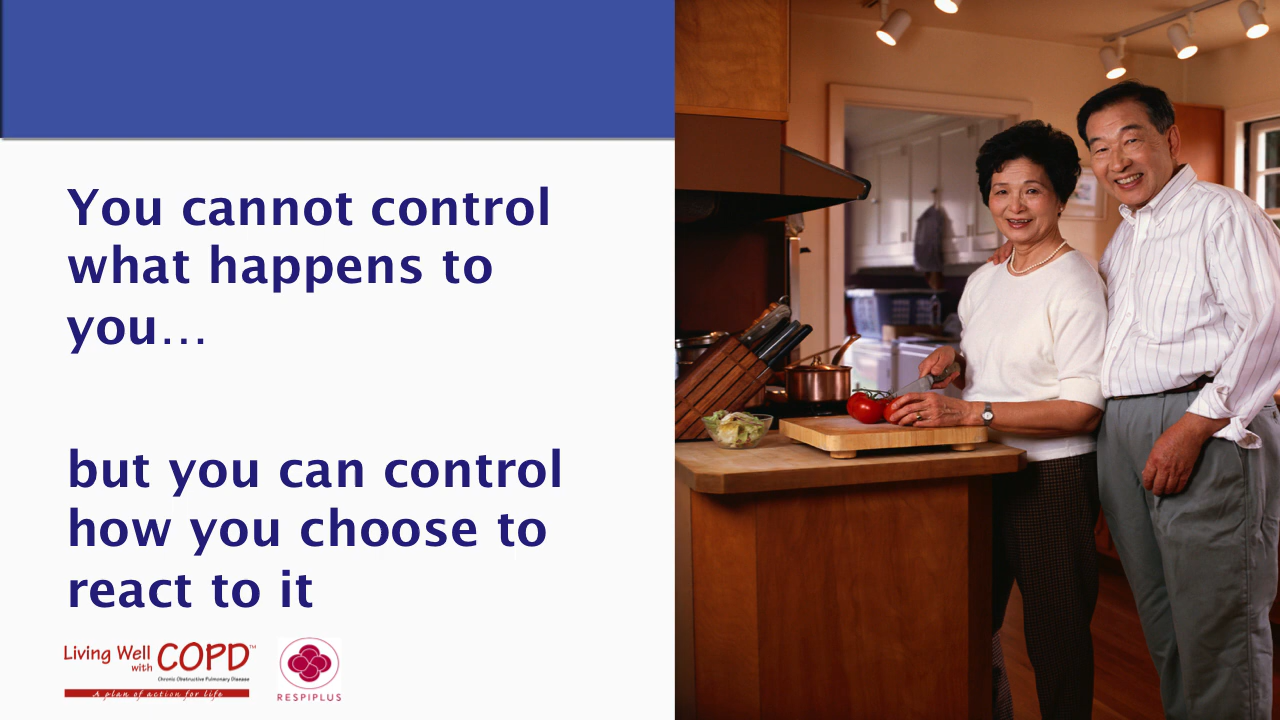 You cannot control
what happens to
you…
but you can control
how you choose to
react to it
Living Well
with COPD™
Chronic Obstructive Pulmonary Disease
A plan of action for life
RESPIPLUS